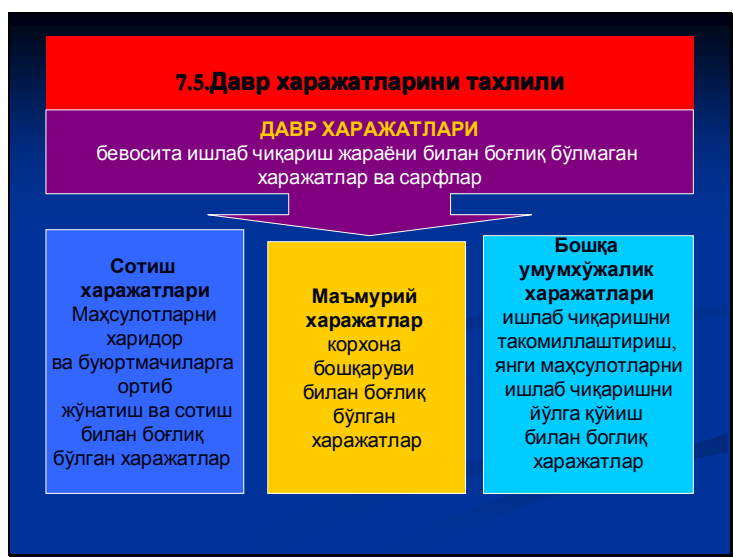 7.5.Давр харажатларини тахлили
ДАВР ХАРАЖАТЛАРИ
бевосита ишлаб чиқариш жараёни билан боғлиқ бўлмаган
харажатлар ва сарфлар
Сотиш
харажатлари
Маҳсулотларни
харидор
ва буюртмачиларга
ортиб
жўнатиш ва сотиш
билан боғлиқ
бўлган харажатлар
Маъмурий
харажатлар
корхона
бошқаруви
билан боғлиқ
бўлган
харажатлар
Бошқа
умумхўжалик
харажатлари
ишлаб чиқаришни
такомиллаштириш,
янги маҳсулотларни
ишлаб чиқаришни
йўлга қўйиш
билан боглиқ
харажатлар